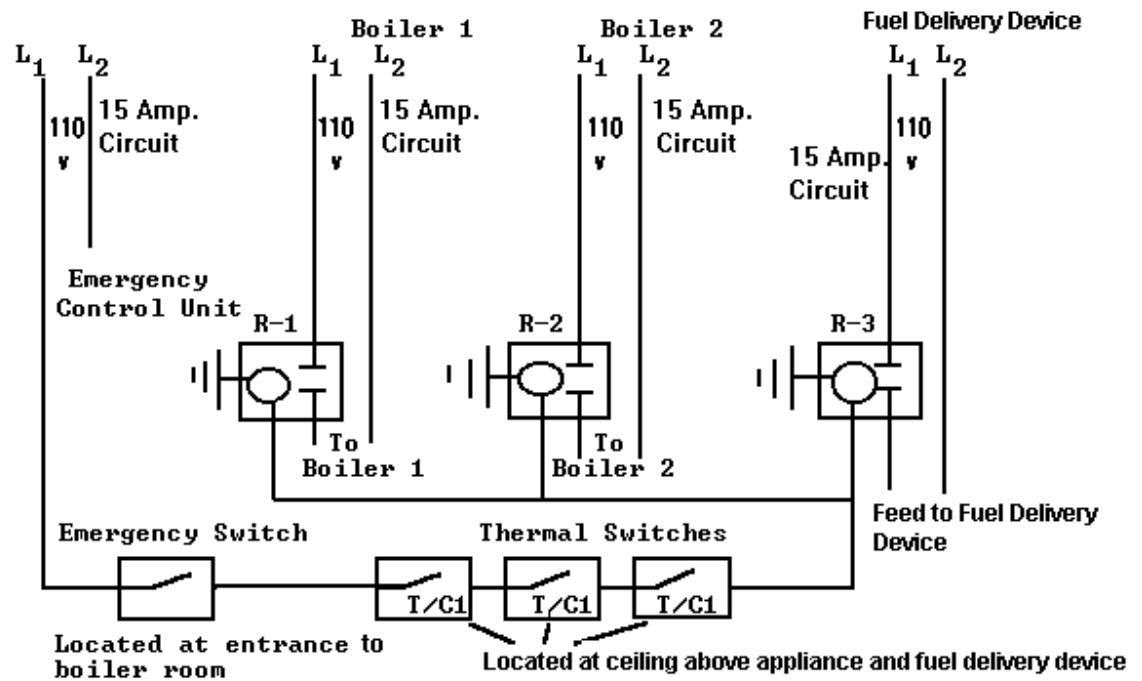 Boiler 1 Boiler 2 Fuel Delivery Device
L1 L2 L1 L2 L1 L2 L1 L2
110 v 15 Amp. Circuit
110 v 15 Amp. Circuit
110 v 15 Amp. Circuit
15 Amp. Circuit 110 v
Emergency
Control Unit
R-1 R-2 R-3
To
Boiler 1
To
Boiler 2
Feed to Fuel Delivery
Device
Emergency Switch Thermal Switches
T/C1 T/C1 T/C1
Located at entrance to
boiler room
Located at ceiling above appliance and fuel delivery device